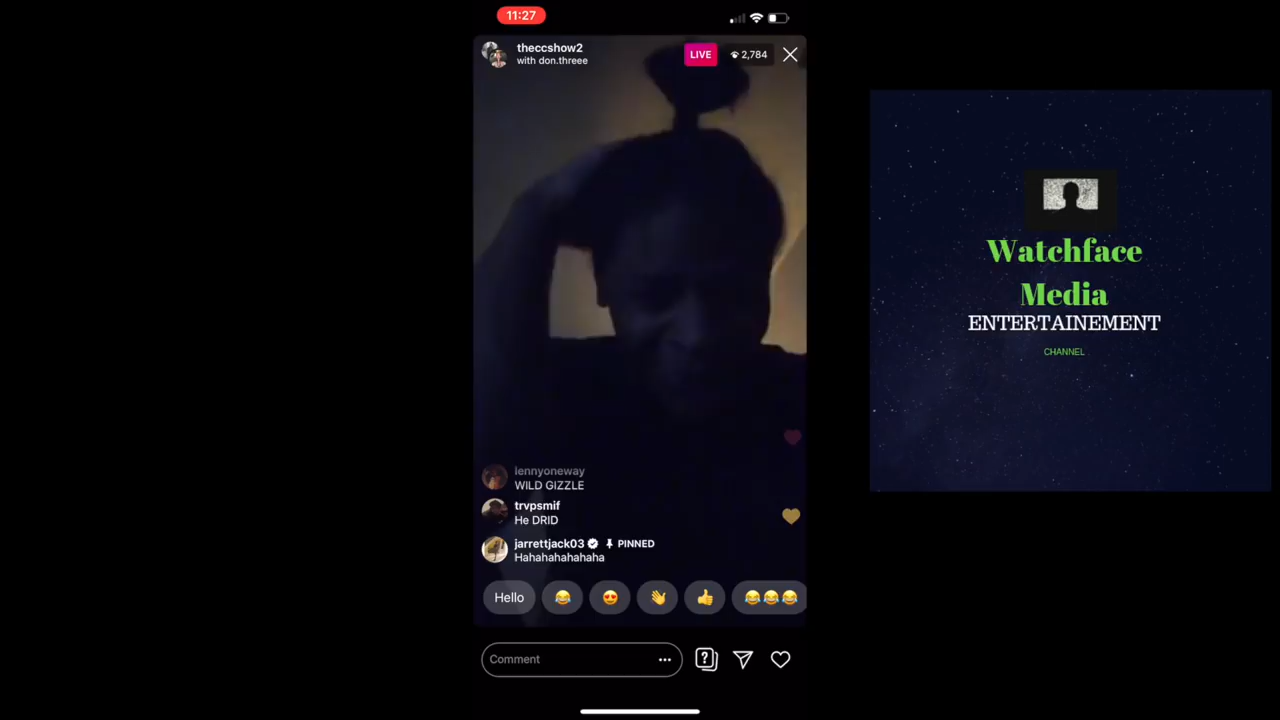 11:27
theccshow2
with don.threee
LIVE
2,784
lennyoneway
WILD GIZZLE
trvpsmif
He DRID
jarrettjack03 PINNED
Hahahahahahaha
Hello
Comment
Watchface
Media
ENTERTAINEMENT
CHANNEL